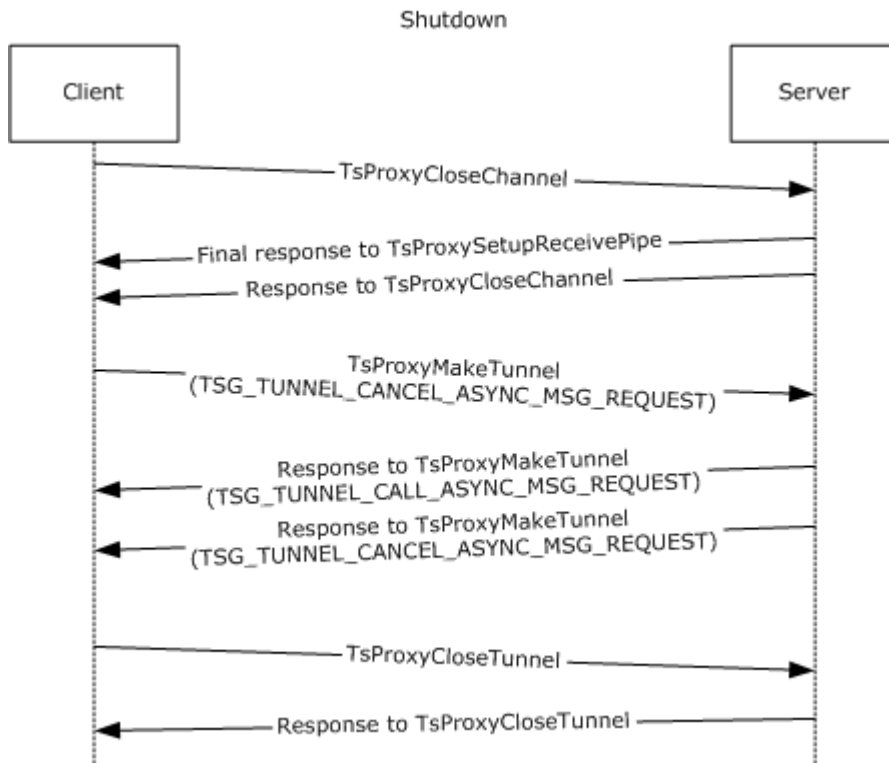 Shutdown
Client
Server
TsProxyCloseChannel
Final response to TsProxySetupReceivePipe
Response to TsProxyCloseChannel
TsProxyMakeTunnel
(TSG_TUNNEL_CANCEL_ASYNC_MSG_REQUEST)
Response to TsProxyMakeTunnel
(TSG_TUNNEL_CALL_ASYNC_MSG_REQUEST)
Response to TsProxyMakeTunnel
(TSG_TUNNEL_CANCEL_ASYNC_MSG_REQUEST)
TsProxyCloseTunnel
Response to TsProxyCloseTunnel